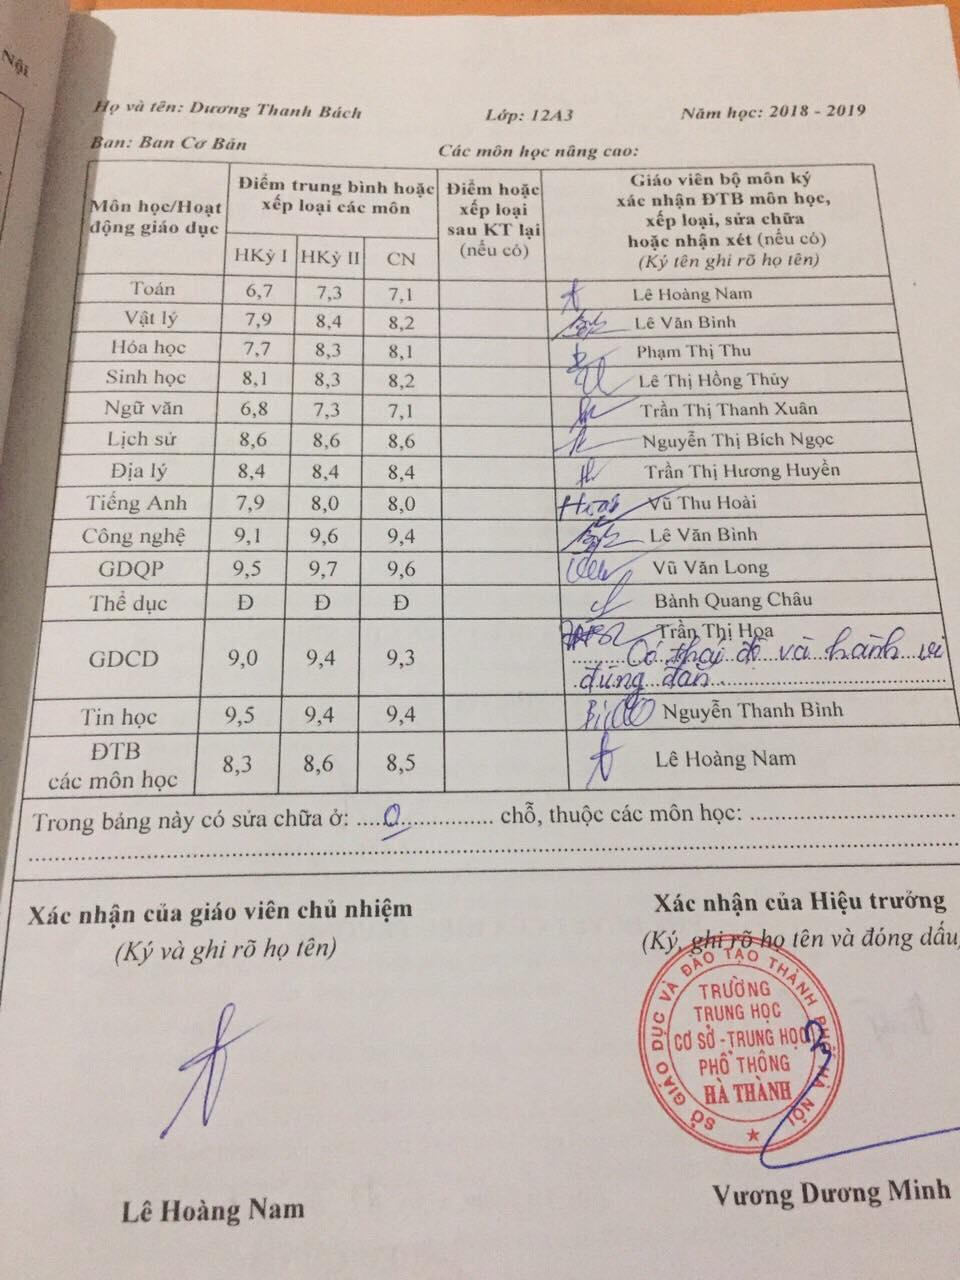 Nội
Họ và tên: Dương Thanh Bách Lớp: 12A3 Năm học: 2018 - 2019
Ban: Ban Cơ Bản Các môn học nâng cao:
Môn học/Hoạt động giáo dục
Điểm trung bình hoặc xếp loại các môn
HKỳ I HKỳ II CN
Điểm hoặc xếp loại sau KT lại (nếu có)
Giáo viên bộ môn ký
xác nhận ĐTB môn học,
xếp loại, sửa chữa
hoặc nhận xét (nếu có)
(Ký tên ghi rõ họ tên)
Toán 6,7 7,3 7,1 Lê Hoàng Nam
Vật lý 7,9 8,4 8,2 Lê Văn Bình
Hóa học 7,7 8,3 8,1 Phạm Thị Thu
Sinh học 8,1 8,3 8,2 Lê Thị Hồng Thủy
Ngữ văn 6,8 7,3 7,1 Trần Thị Thanh Xuân
Lịch sử 8,6 8,6 8,6 Nguyễn Thị Bích Ngọc
Địa lý 8,4 8,4 8,4 Trần Thị Hương Huyền
Tiếng Anh 7,9 8,0 8,0 Vũ Thu Hoài
Công nghệ 9,1 9,6 9,4 Lê Văn Bình
GDQP 9,5 9,7 9,6 Vũ Văn Long
Thể dục Đ Đ Đ Bành Quang Châu
GDCD 9,0 9,4 9,3 Trần Thị Hoa
Có thái độ và hành vi
đúng đắn
Tin học 9,5 9,4 9,4 Nguyễn Thanh Bình
ĐTB
các môn học 8,3 8,6 8,5 Lê Hoàng Nam
Trong bảng này có sửa chữa ở: ....0.... chỗ, thuộc các môn học: ....
Xác nhận của giáo viên chủ nhiệm
(Ký và ghi rõ họ tên)
Lê Hoàng Nam
Xác nhận của Hiệu trưởng
(Ký, ghi rõ họ tên và đóng dấu)
SỞ GIÁO DỤC VÀ ĐÀO TẠO THÀNH PHỐ HÀ NỘI
TRƯỜNG
TRUNG HỌC
CƠ SỞ - TRUNG HỌC
PHỔ THÔNG
HÀ THÀNH
Vương Dương Minh